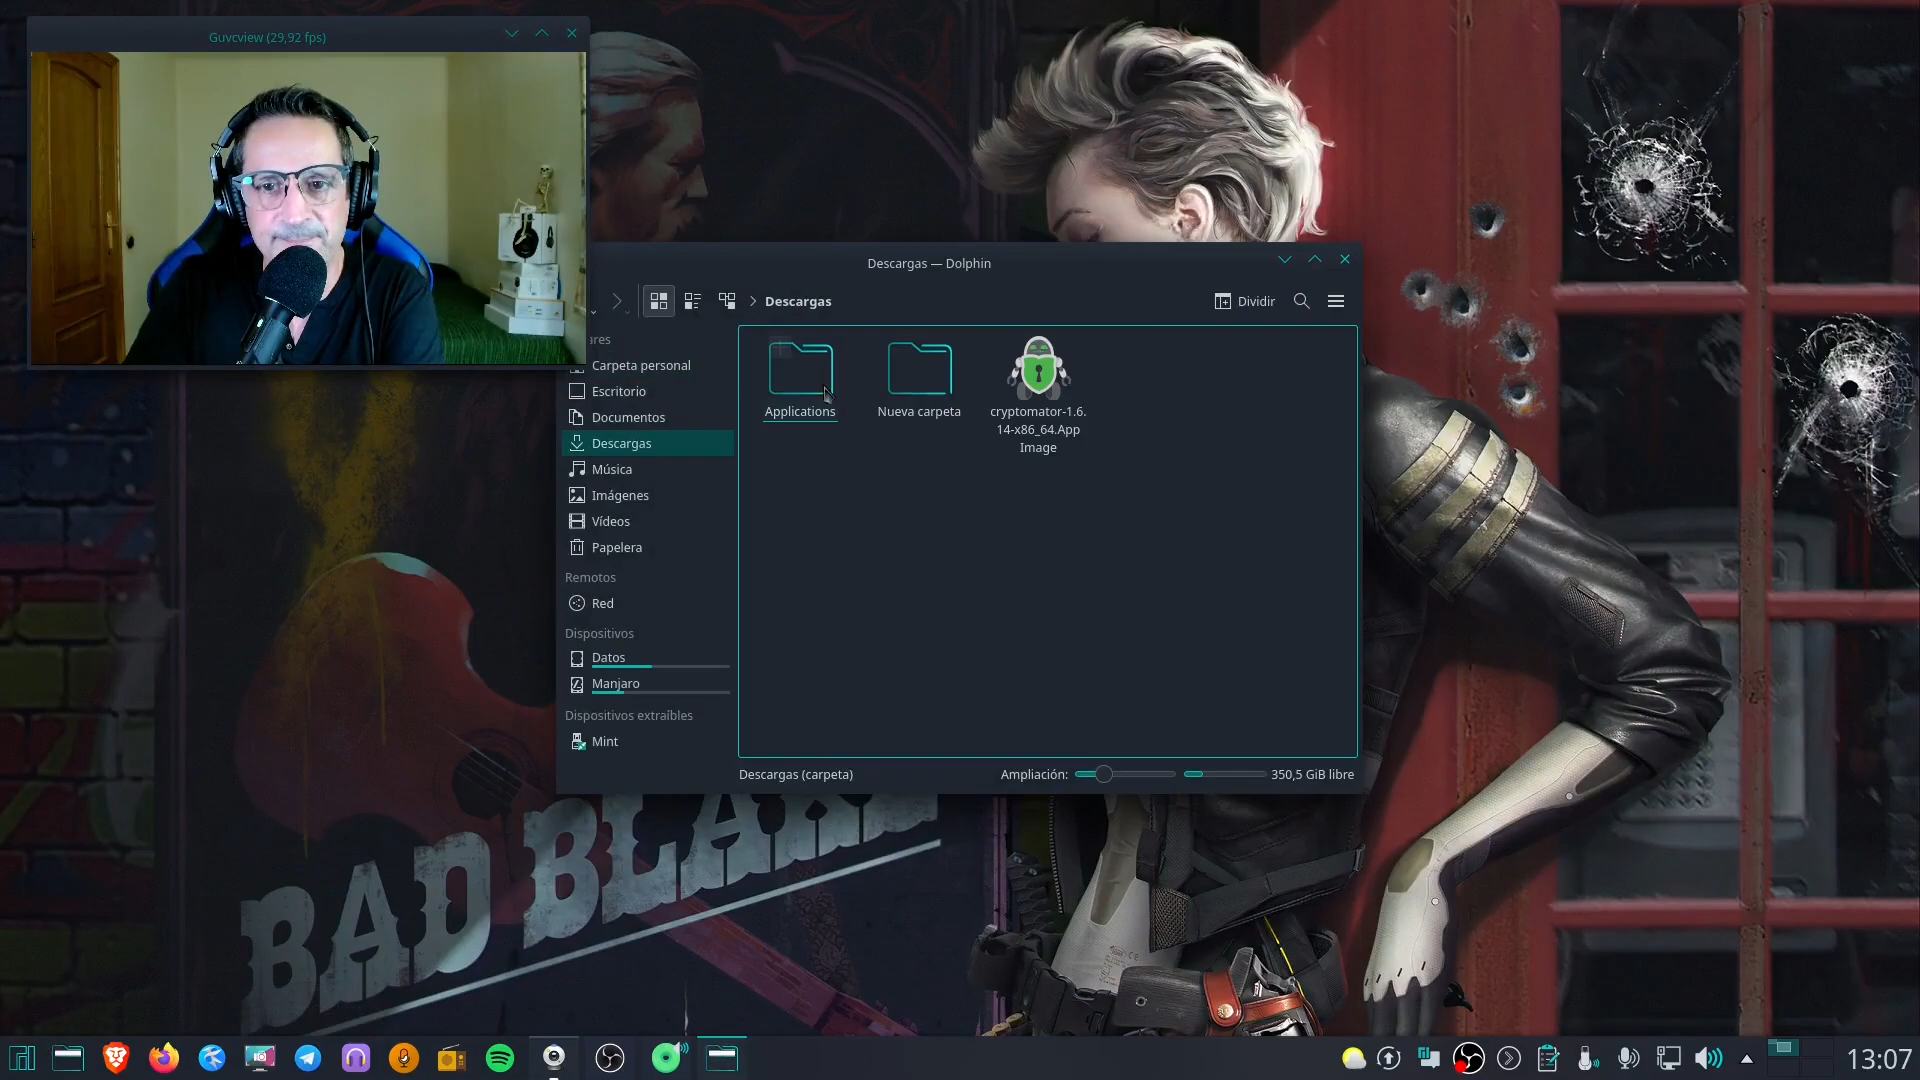 Guvcview (29,92 fps)
Descargas — Dolphin
Descargas
Dividir
ares
Carpeta personal
Escritorio
Documentos
Descargas
Música
Imágenes
Vídeos
Papelera
Remotos
Red
Dispositivos
Datos
Manjaro
Dispositivos extraíbles
Mint
Applications
Nueva carpeta
cryptomator-1.6.
14-x86_64.App
Image
Descargas (carpeta)
Ampliación:
350,5 GiB libre
13:07